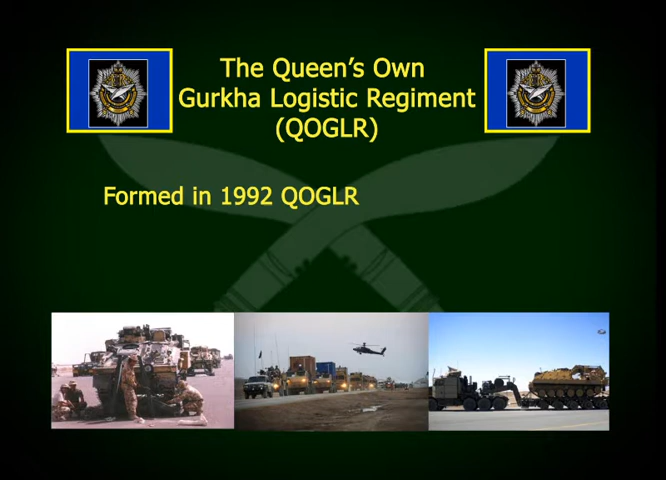 The Queen’s Own
Gurkha Logistic Regiment
(QOGLR)
Formed in 1992 QOGLR